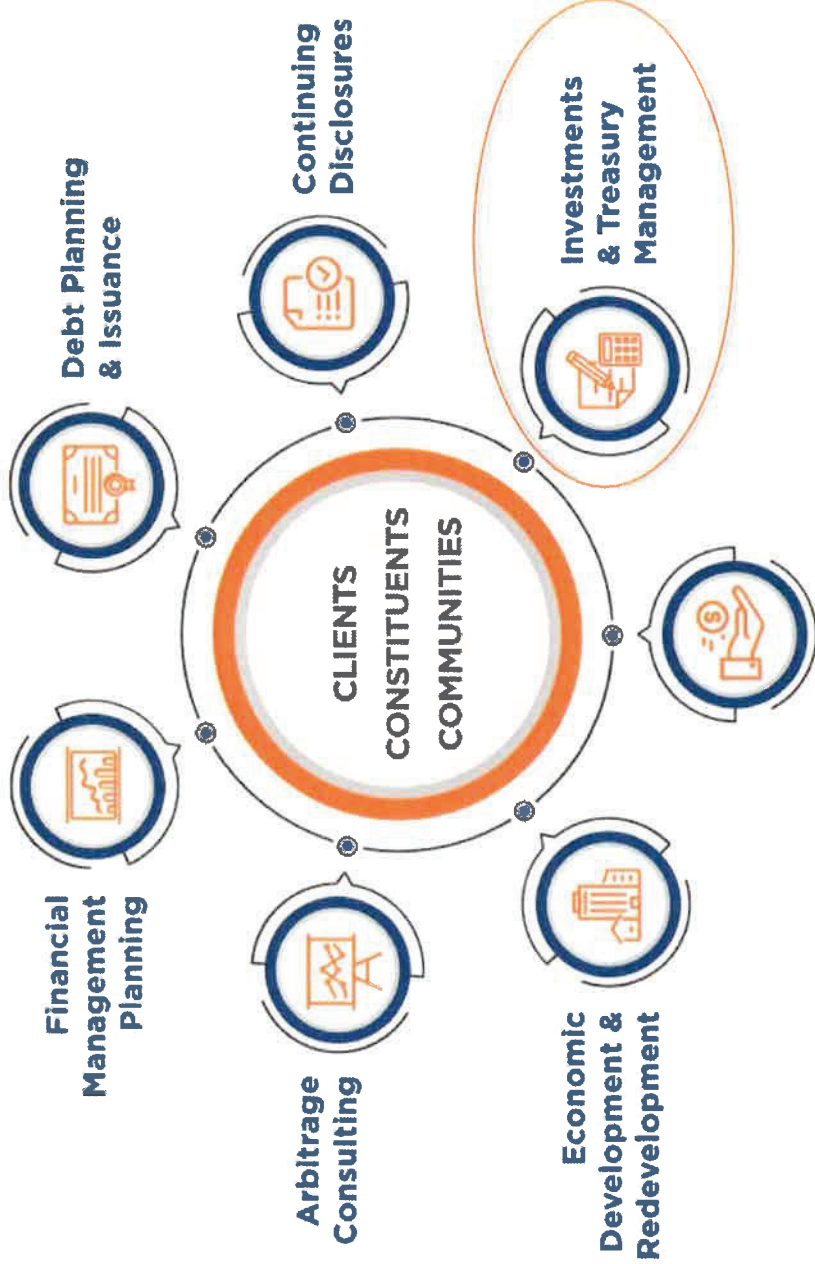 Financial
Management
Planning
Debt Planning
& Issuance
Arbitrage
Consulting
Continuing
Disclosures
CLIENTS
CONSTITUENTS
COMMUNITIES
Economic
Development &
Redevelopment
Investments
& Treasury
Management
$